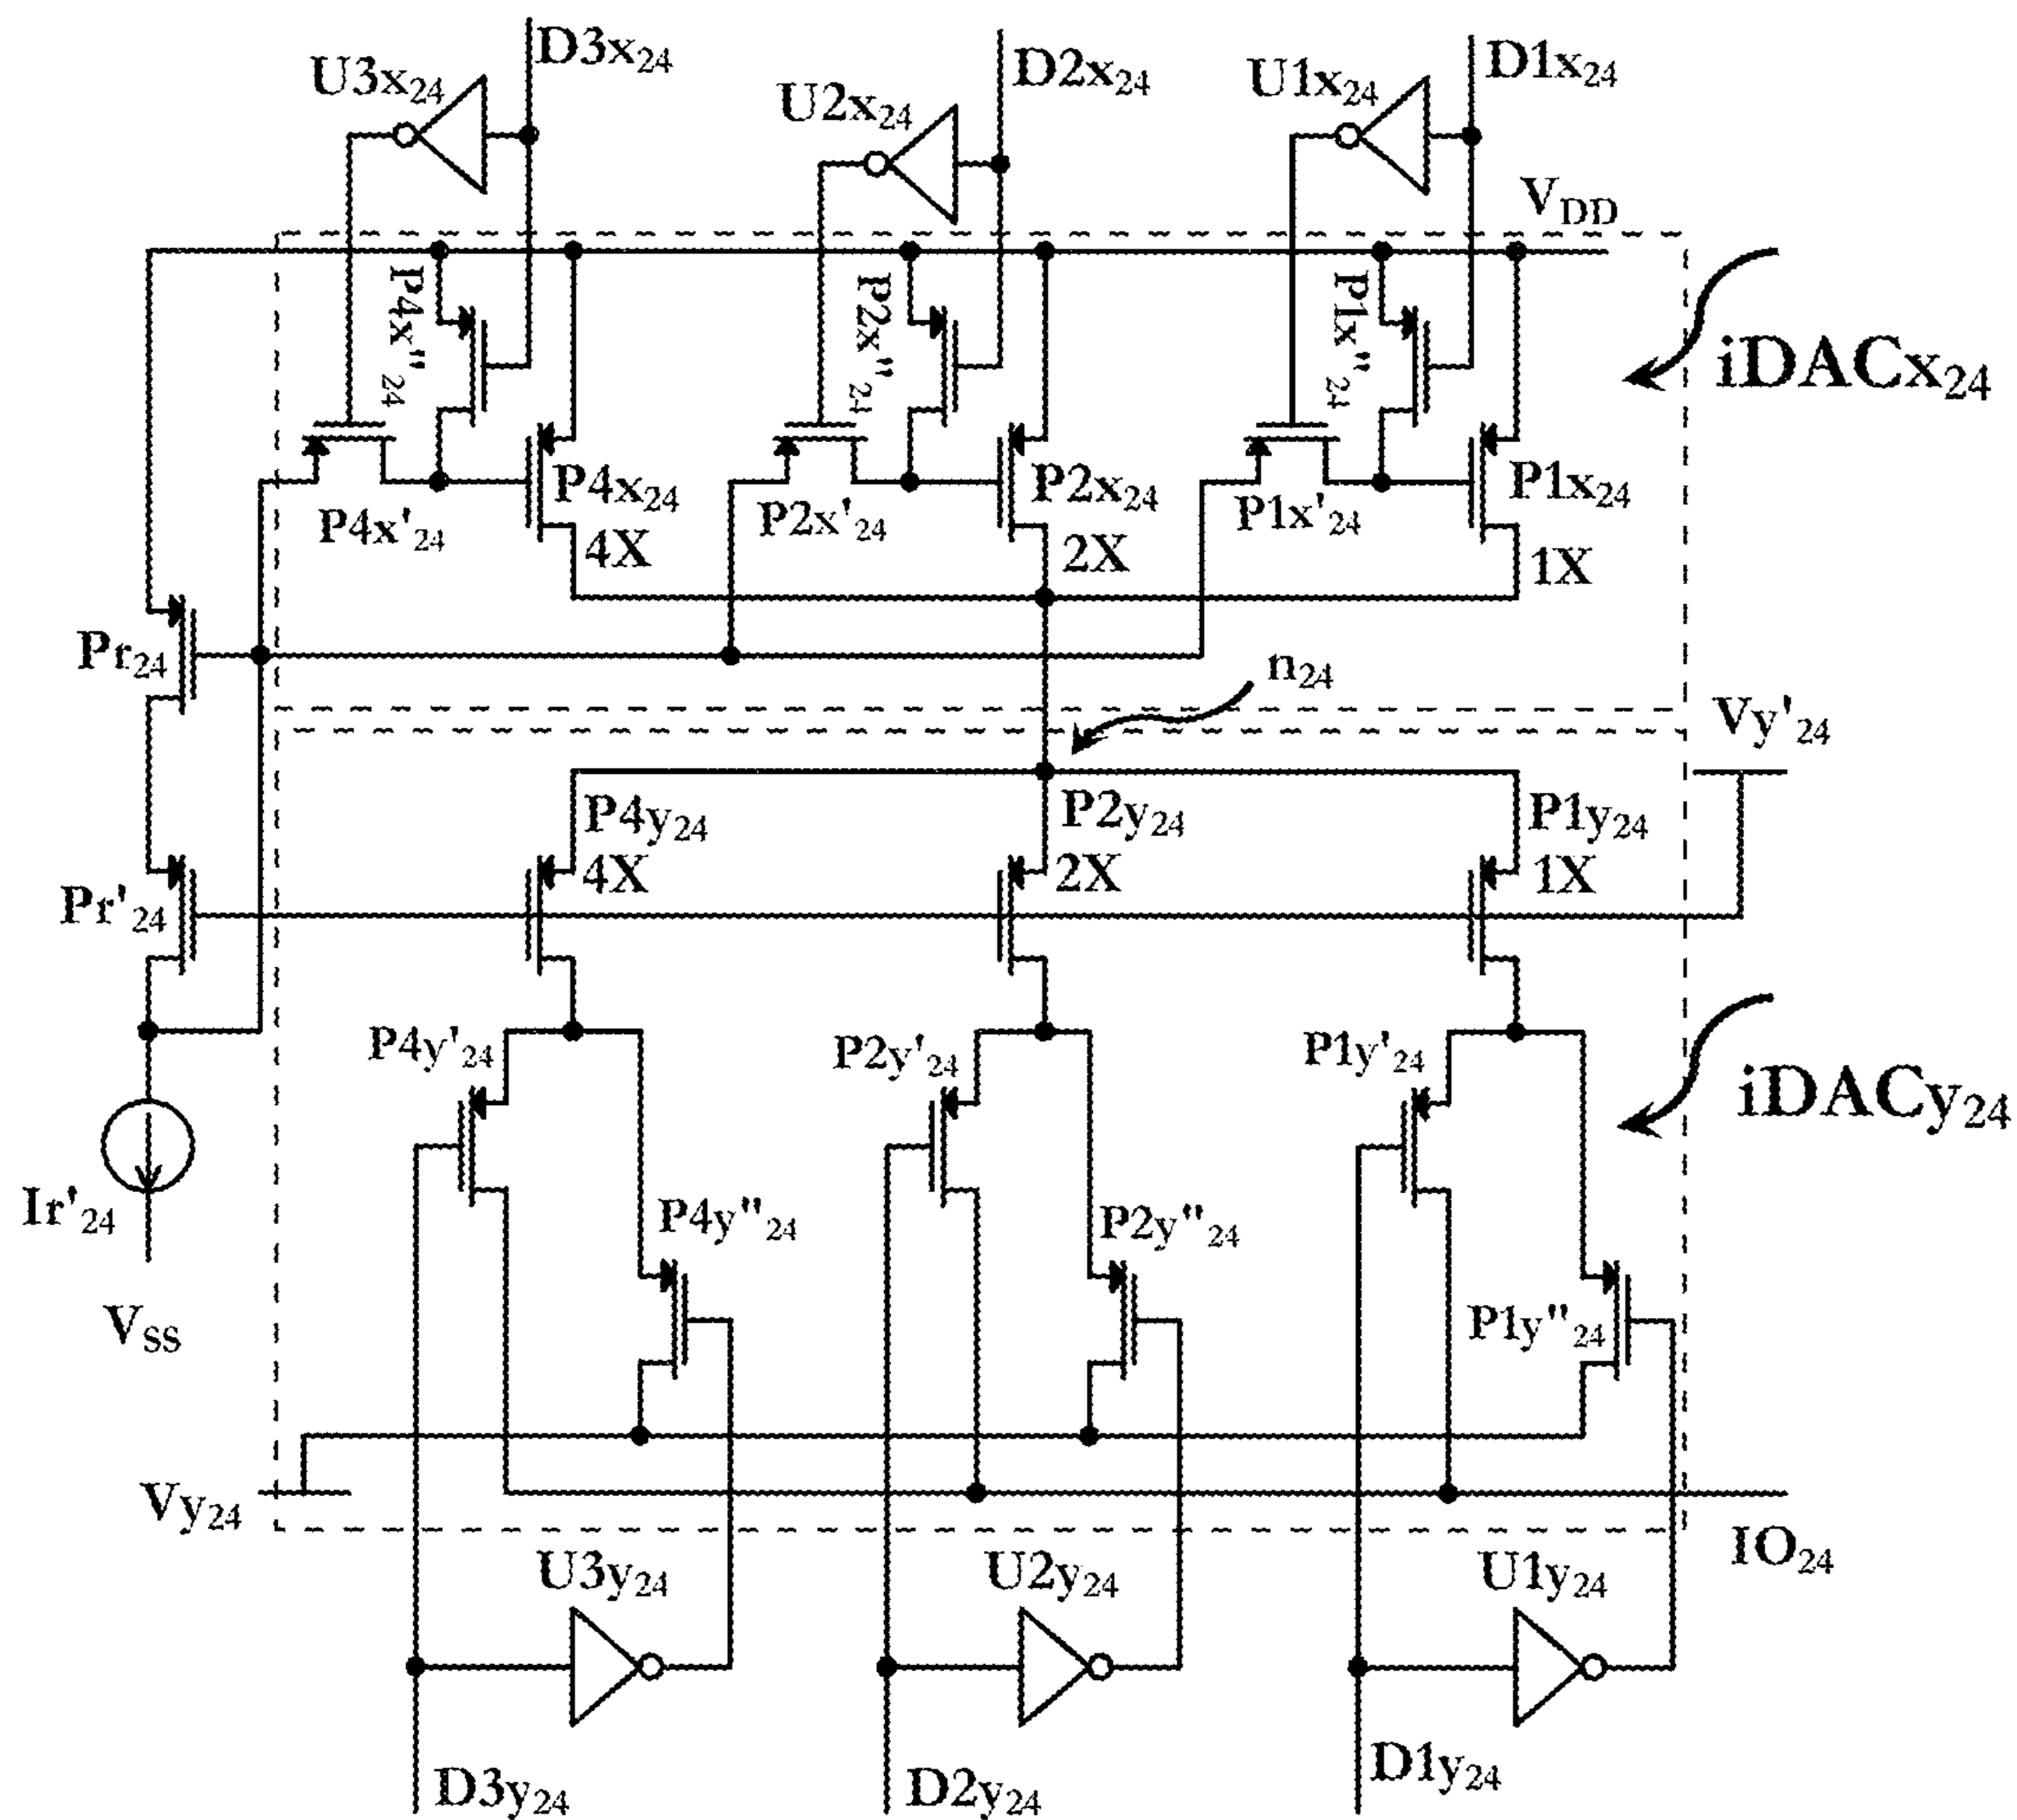 D3x24
U3x24
D2x24
U2x24
D1x24
U1x24
VDD
P4x"24
P2x"24
P1x"24
iDACx24
P4x24
P2x24
P1x24
P4x'24
P2x'24
P1x'24
4X
2X
1X
Pr24
n24
Vy'24
P4y24
P2y24
P1y24
4X
2X
1X
Pr'24
P4y'24
P2y'24
P1y'24
iDACy24
Ir'24
P4y"24
P2y"24
P1y"24
VSS
Vy24
IO24
U3y24
U2y24
U1y24
D3y24
D2y24
D1y24